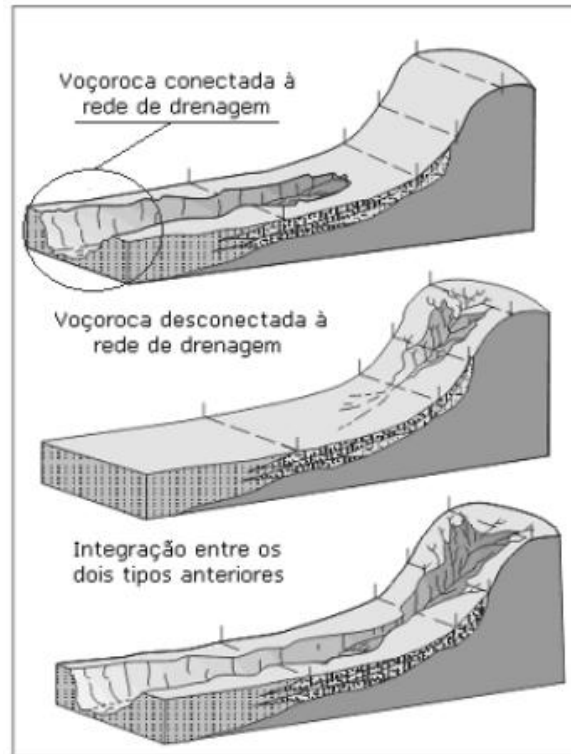 Voçoroca conectada à
rede de drenagem
Voçoroca desconectada à
rede de drenagem
Integração entre os
dois tipos anteriores